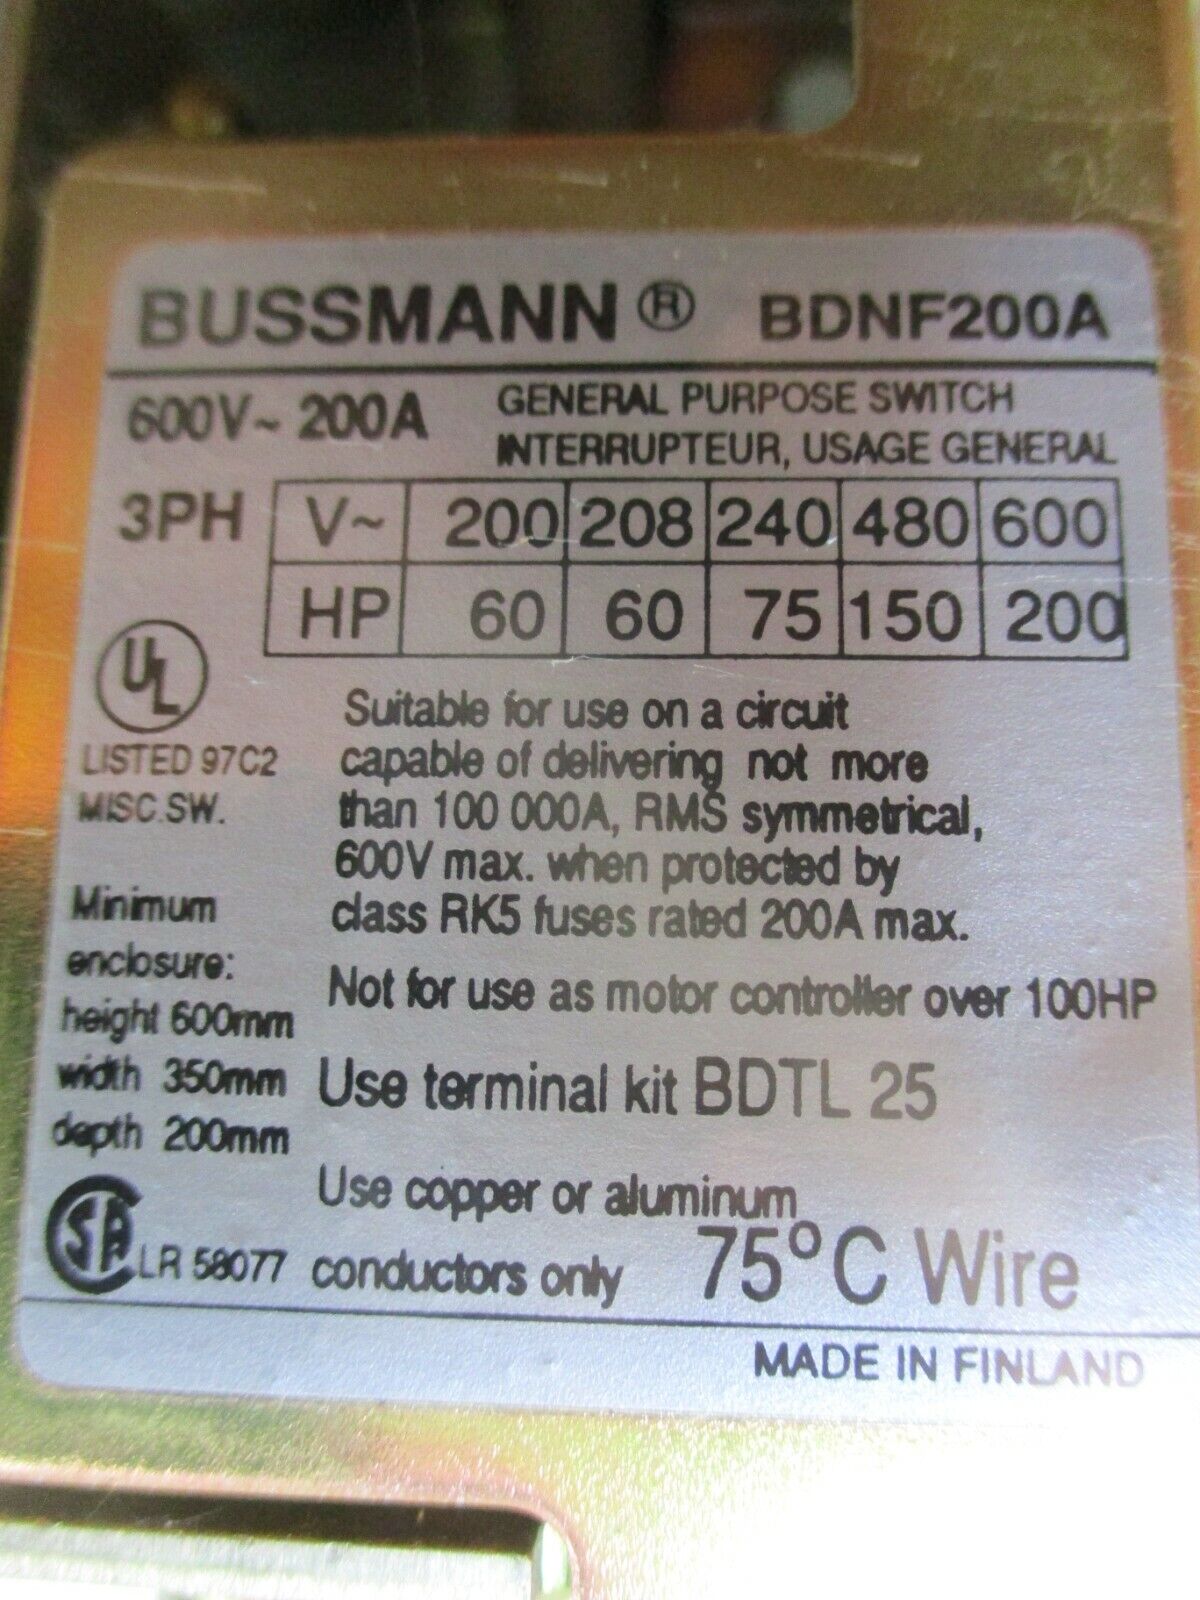 BUSSMANN ® BDNF200A
600V~ 200A
GENERAL PURPOSE SWITCH
INTERRUPTEUR, USAGE GENERAL
3PH V~ 200 208 240 480 600
HP 60 60 75 150 200
UL
LISTED 97C2
MISC.SW.
Suitable for use on a circuit
capable of delivering not more
than 100 000A, RMS symmetrical,
600V max. when protected by
class RK5 fuses rated 200A max.
Minimum
enclosure:
height 600mm
width 350mm
depth 200mm
Not for use as motor controller over 100HP
Use terminal kit BDTL 25
Use copper or aluminum
conductors only 75°C Wire
SA LR 58077
MADE IN FINLAND